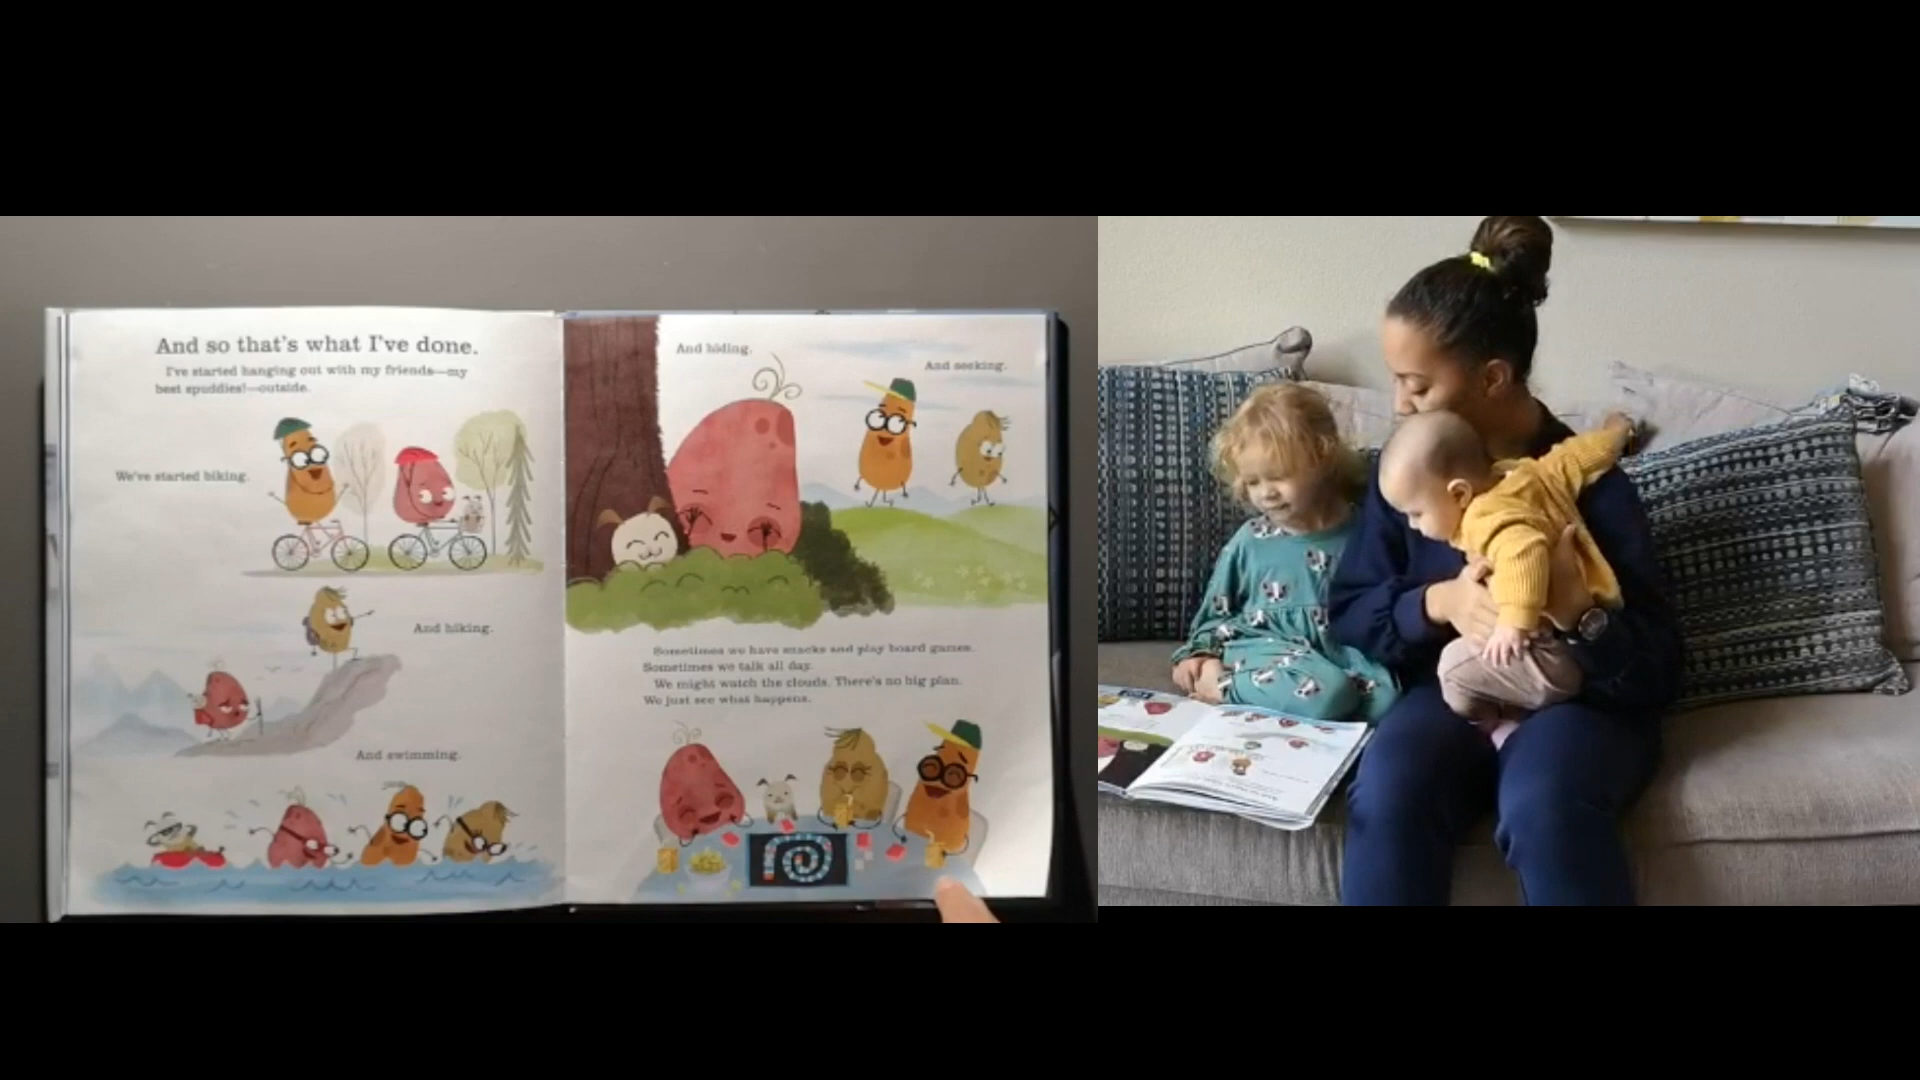 And so that's what I've done.
I've started hanging out with my friends—my
best spuddies!—outside.
We've started biking.
And hiking.
And swimming.
And hiding.
And seeking.
Sometimes we have snacks and play board games.
Sometimes we talk all day.
We might watch the clouds. There's no big plan.
We just see what happens.